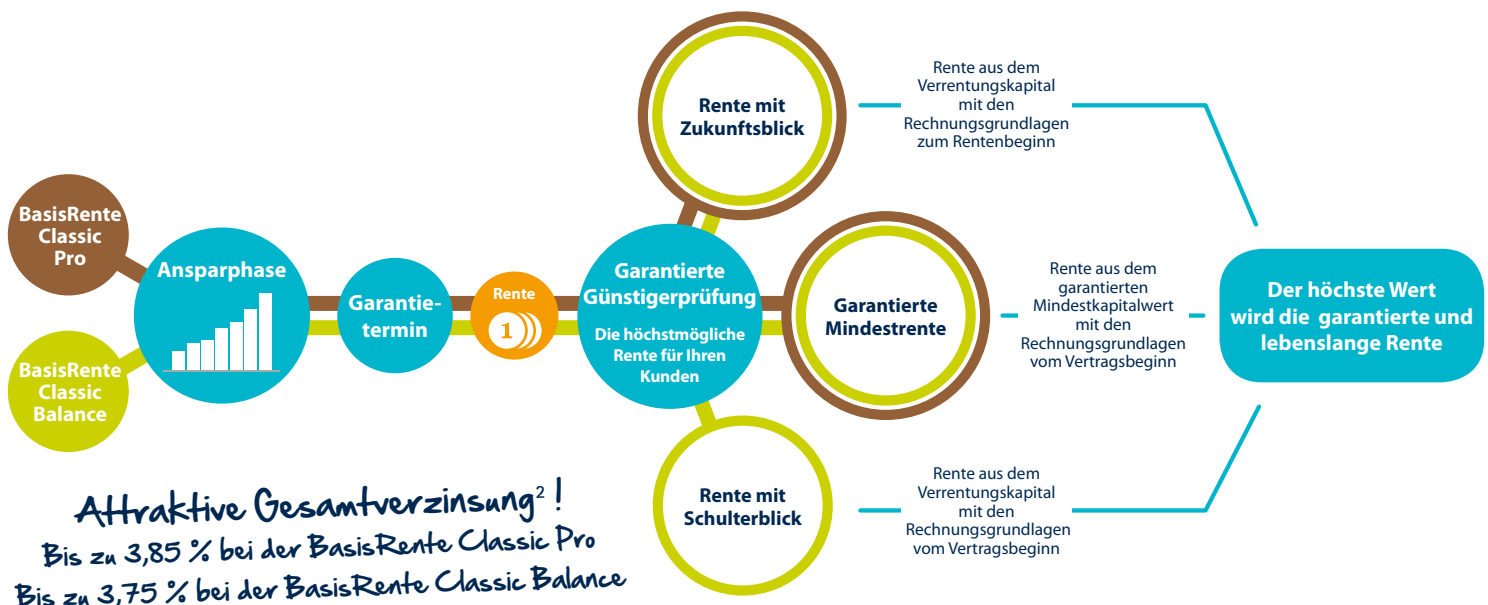 BasisRente
Classic
Pro
BasisRente
Classic
Balance
Ansparphase
Garantie-
termin
Rente
1
Garantierte
Günstigerprüfung
Die höchstmögliche
Rente für Ihren
Kunden
Rente mit
Zukunftsblick
Rente aus dem
Verrentungskapital
mit den
Rechnungsgrundlagen
zum Rentenbeginn
Garantierte
Mindestrente
Rente aus dem
garantierten
Mindestkapitalwert
mit den
Rechnungsgrundlagen
vom Vertragsbeginn
Rente mit
Schulterblick
Rente aus dem
Verrentungskapital
mit den
Rechnungsgrundlagen
vom Vertragsbeginn
Der höchste Wert
wird die garantierte und
lebenslange Rente
Attraktive Gesamtverzinsung² !
Bis zu 3,85 % bei der BasisRente Classic Pro
Bis zu 3,75 % bei der BasisRente Classic Balance